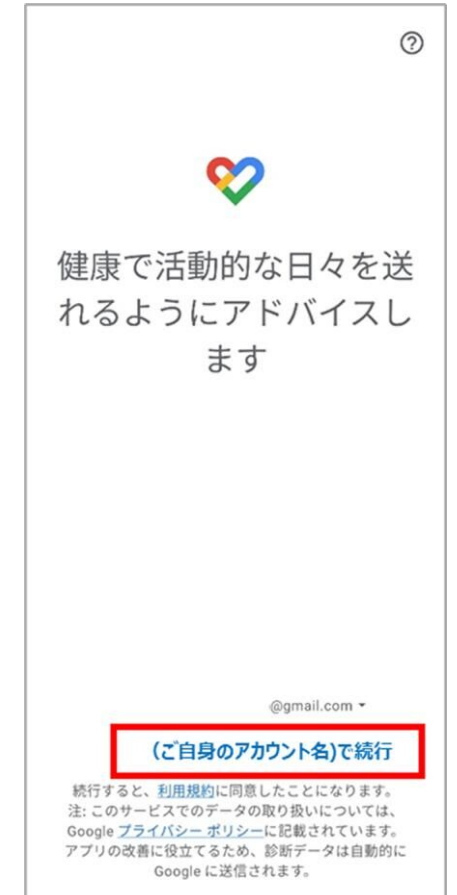 健康で活動的な日々を送
れるようにアドバイスし
ます
@gmail.com
(ご自身のアカウント名)で続行
続行すると、利用規約に同意したことになります。
注: このサービスでのデータの取り扱いについては、
Google プライバシー ポリシーに記載されています。
アプリの改善に役立てるため、診断データは自動的に
Google に送信されます。